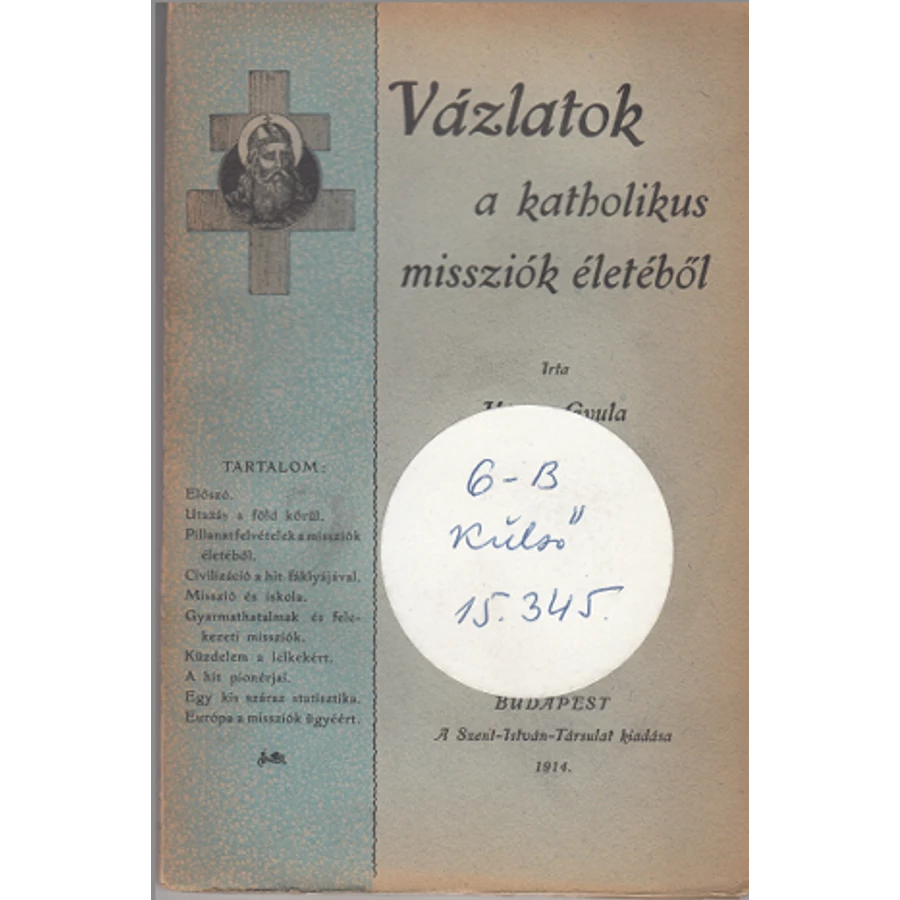 Vázlatok
a katholikus
missziók életéből
Irta
Gyula
6-B
Külső
15.345.
BUDAPEST
A Szent-István-Társulat kiadása
1914.
TARTALOM:
Előszó.
Utazás a föld körül.
Pillanatfelvételek a missziók
életéből.
Civilizáció a hit fáklyájával.
Misszió és iskola.
Gyarmathatalmak és fele-
kezeti missziók.
Küzdelem a lelkekért.
A hit pionérjai.
Egy kis száraz statisztika.
Európa a missziók ügyéért.